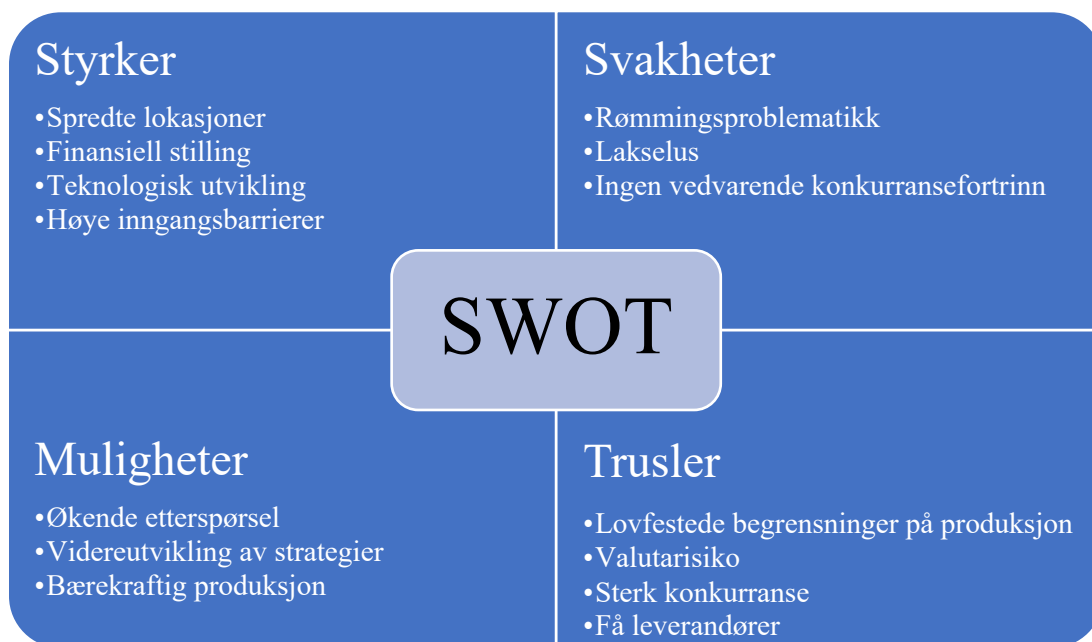 Styrker
•Spredte lokasjoner
•Finansiell stilling
•Teknologisk utvikling
•Høye inngangsbarrierer
Svakheter
•Rømmingsproblematikk
•Lakselus
•Ingen vedvarende konkurransefortrinn
SWOT
Muligheter
•Økende etterspørsel
•Videreutvikling av strategier
•Bærekraftig produksjon
Trusler
•Lovfestede begrensninger på produksjon
•Valutarisiko
•Sterk konkurranse
•Få leverandører